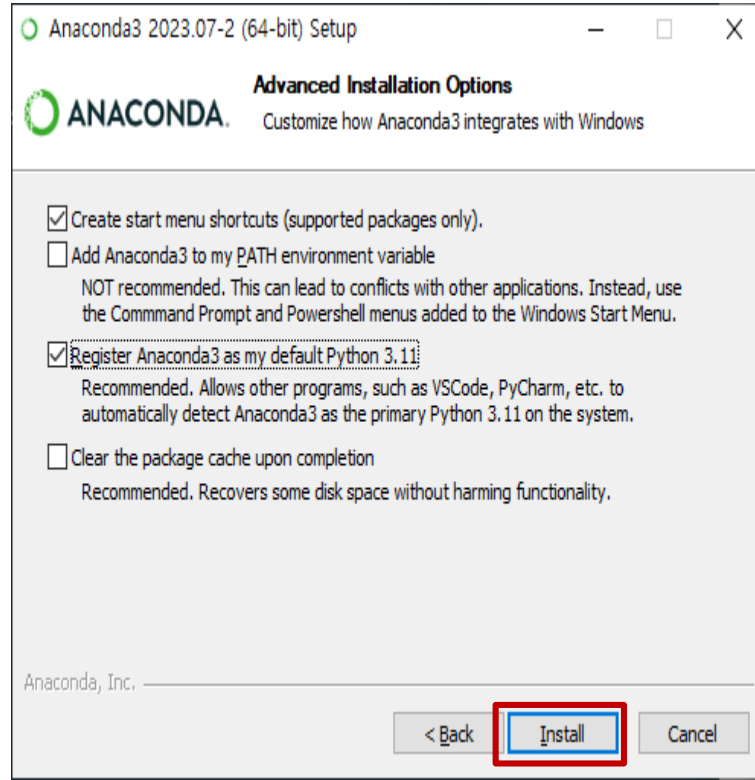 Anaconda3 2023.07-2 (64-bit) Setup
Advanced Installation Options
ANACONDA.
Customize how Anaconda3 integrates with Windows
Create start menu shortcuts (supported packages only).
Add Anaconda3 to my PATH environment variable
NOT recommended. This can lead to conflicts with other applications. Instead, use
the Commmand Prompt and Powershell menus added to the Windows Start Menu.
Register Anaconda3 as my default Python 3.11
Recommended. Allows other programs, such as VSCode, PyCharm, etc. to
automatically detect Anaconda3 as the primary Python 3.11 on the system.
Clear the package cache upon completion
Recommended. Recovers some disk space without harming functionality.
Anaconda, Inc.
< Back
Install
Cancel